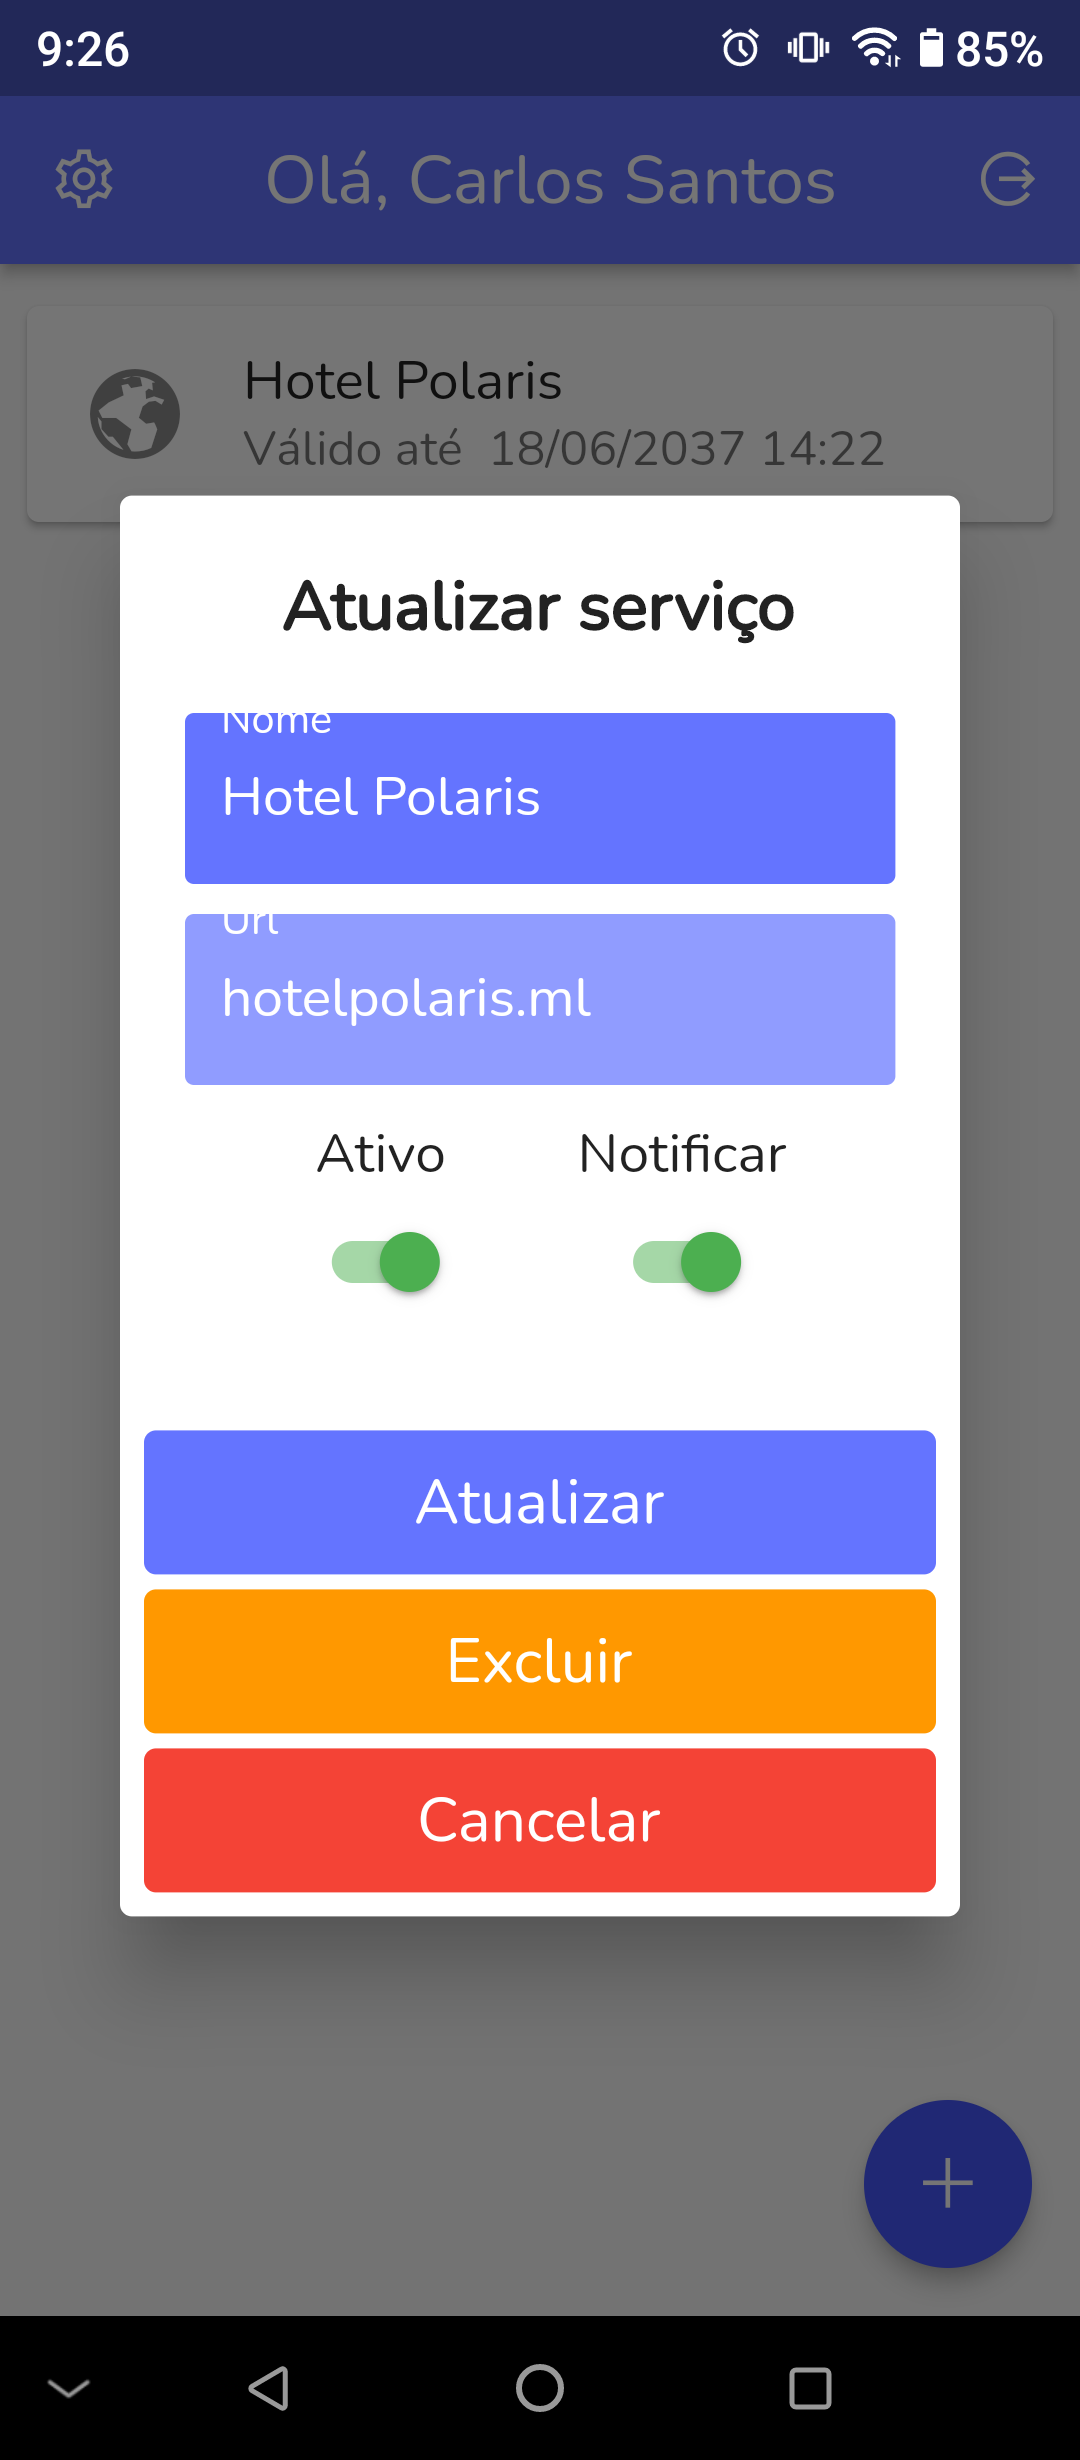 9:26 85%
Olá, Carlos Santos
Hotel Polaris
Válido até 18/06/2037 14:22
Atualizar serviço
Nome
Hotel Polaris
Url
hotelpolaris.ml
Ativo Notificar
Atualizar
Excluir
Cancelar